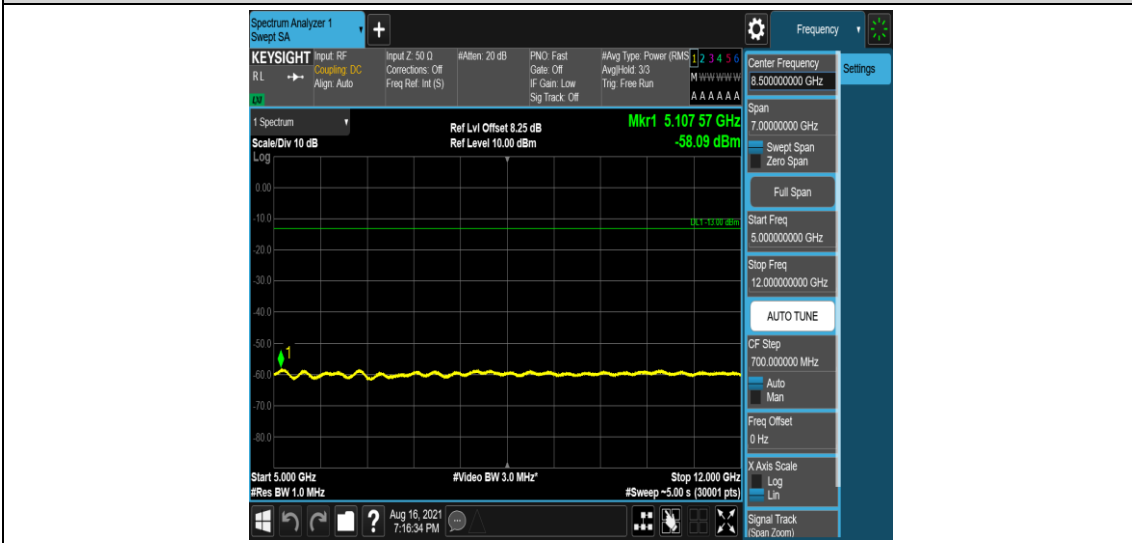 Spectrum Analyzer 1
Swept SA
+
Frequency
KEYSIGHT
RL
LXI
Input: RF
Coupling: DC
Align: Auto
Input Z: 50 Ω
Corrections: Off
Freq Ref: Int (S)
#Atten: 20 dB
PNO: Fast
Gate: Off
IF Gain: Low
Sig Track: Off
#Avg Type: Power (RMS
Avg|Hold: 3/3
Trig: Free Run
1 2 3 4 5 6
M W W W W W
A A A A A A
1 Spectrum
Scale/Div 10 dB
Log
Ref Lvl Offset 8.25 dB
Ref Level 10.00 dBm
Mkr1 5.107 57 GHz
-58.09 dBm
0.00
-10.0
DL1 -13.00 dBm
-20.0
-30.0
-40.0
-50.0
1
-60.0
-70.0
-80.0
Start 5.000 GHz
#Res BW 1.0 MHz
#Video BW 3.0 MHz*
Stop 12.000 GHz
#Sweep ~5.00 s (30001 pts)
?
Aug 16, 2021
7:16:34 PM
Center Frequency
8.500000000 GHz
Settings
Span
7.00000000 GHz
Swept Span
Zero Span
Full Span
Start Freq
5.000000000 GHz
Stop Freq
12.000000000 GHz
AUTO TUNE
CF Step
700.000000 MHz
Auto
Man
Freq Offset
0 Hz
X Axis Scale
Log
Lin
Signal Track
(Span Zoom)